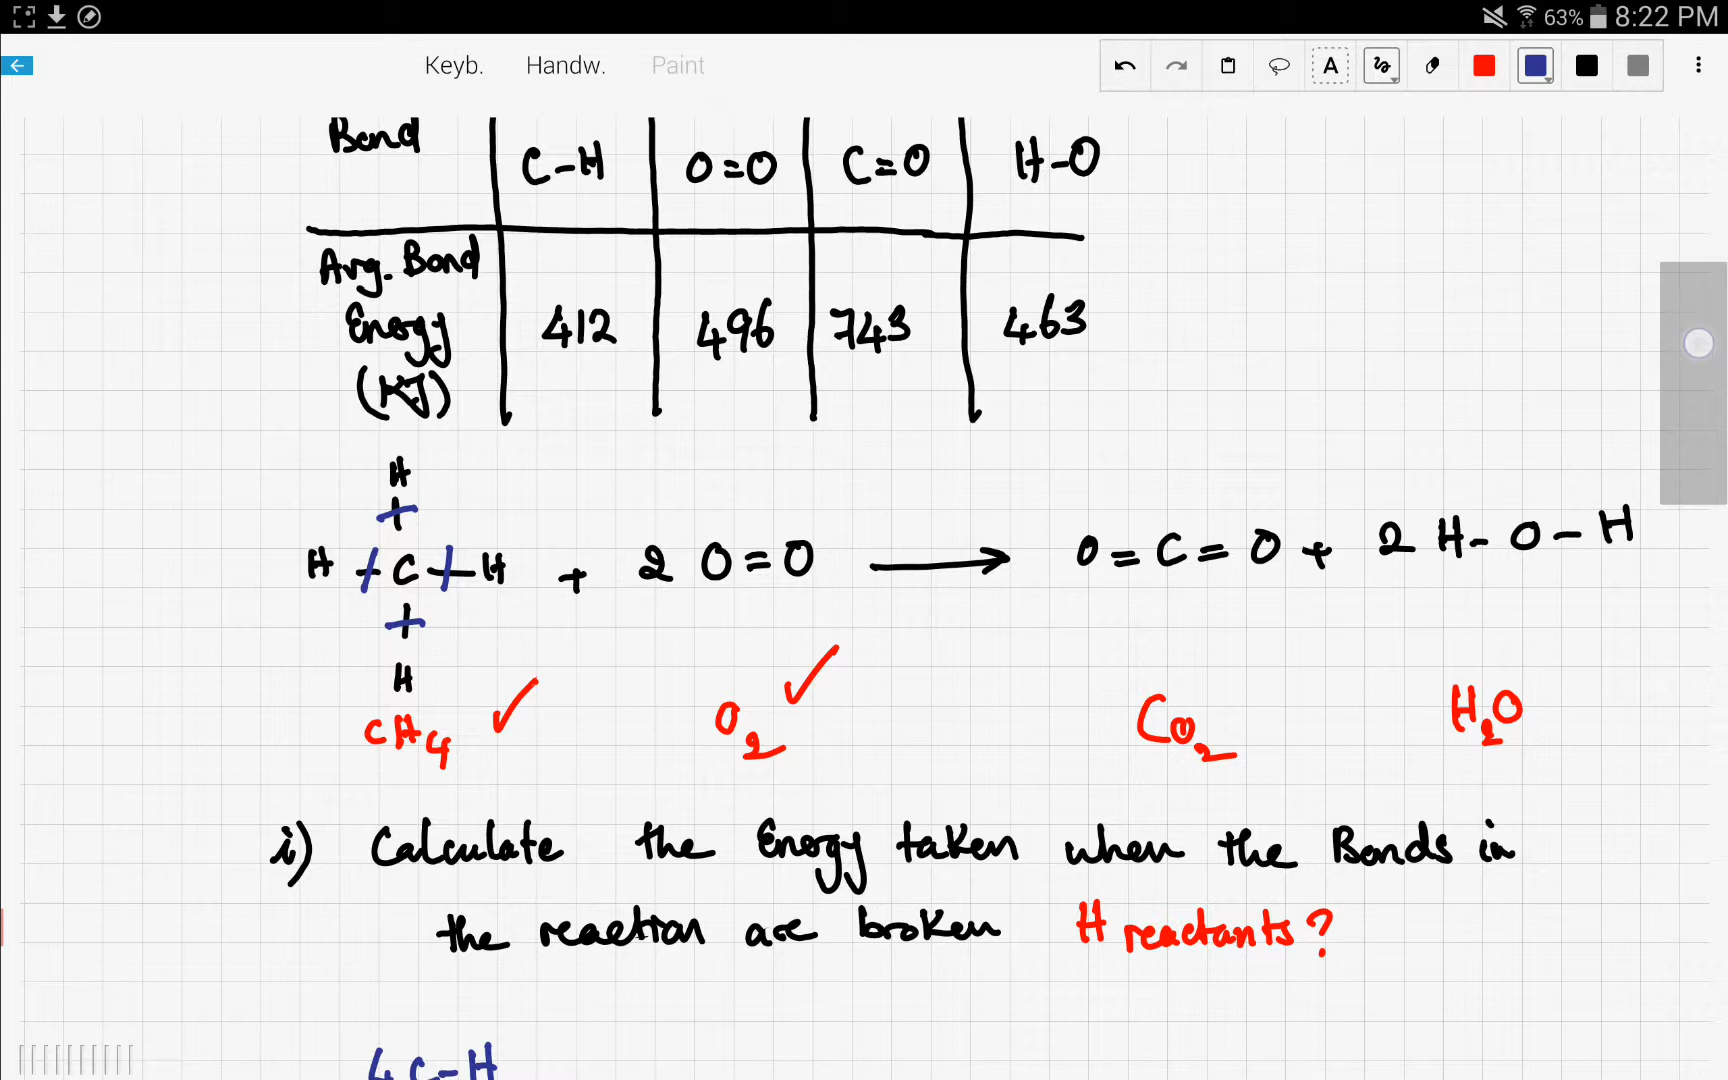 63% 8:22 PM
Keyb. Handw. Paint A
Bond C-H O=O C=O H-O
Avg. Bond Energy (KJ) 412 496 743 463
H
H - C - H + 2 O=O → O=C=O + 2 H-O-H
H
CH4 ✓ O2 ✓ CO2 H2O
i) Calculate the Energy taken when the Bonds in
the reaction are broken H reactants?
4 C-H